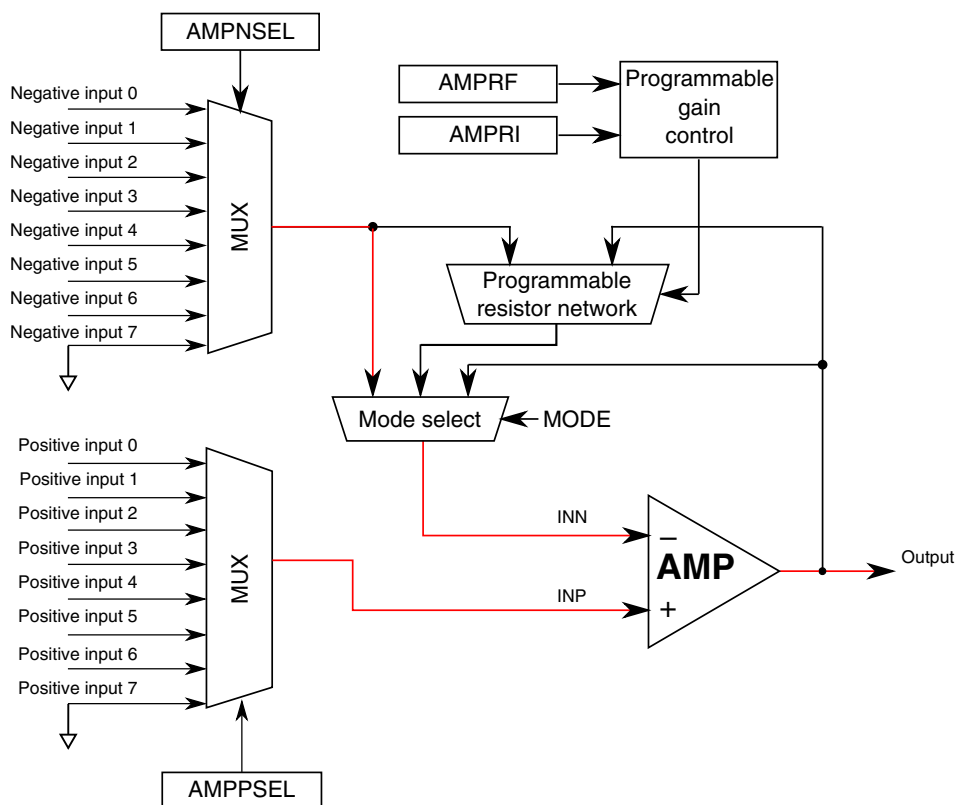 AMPNSEL
Negative input 0
Negative input 1
Negative input 2
Negative input 3
Negative input 4
Negative input 5
Negative input 6
Negative input 7
MUX
AMPRF
AMPRI
Programmable
gain
control
Programmable
resistor network
Mode select
MODE
Positive input 0
Positive input 1
Positive input 2
Positive input 3
Positive input 4
Positive input 5
Positive input 6
Positive input 7
MUX
INN
INP
−
AMP
+
Output
AMPPSEL